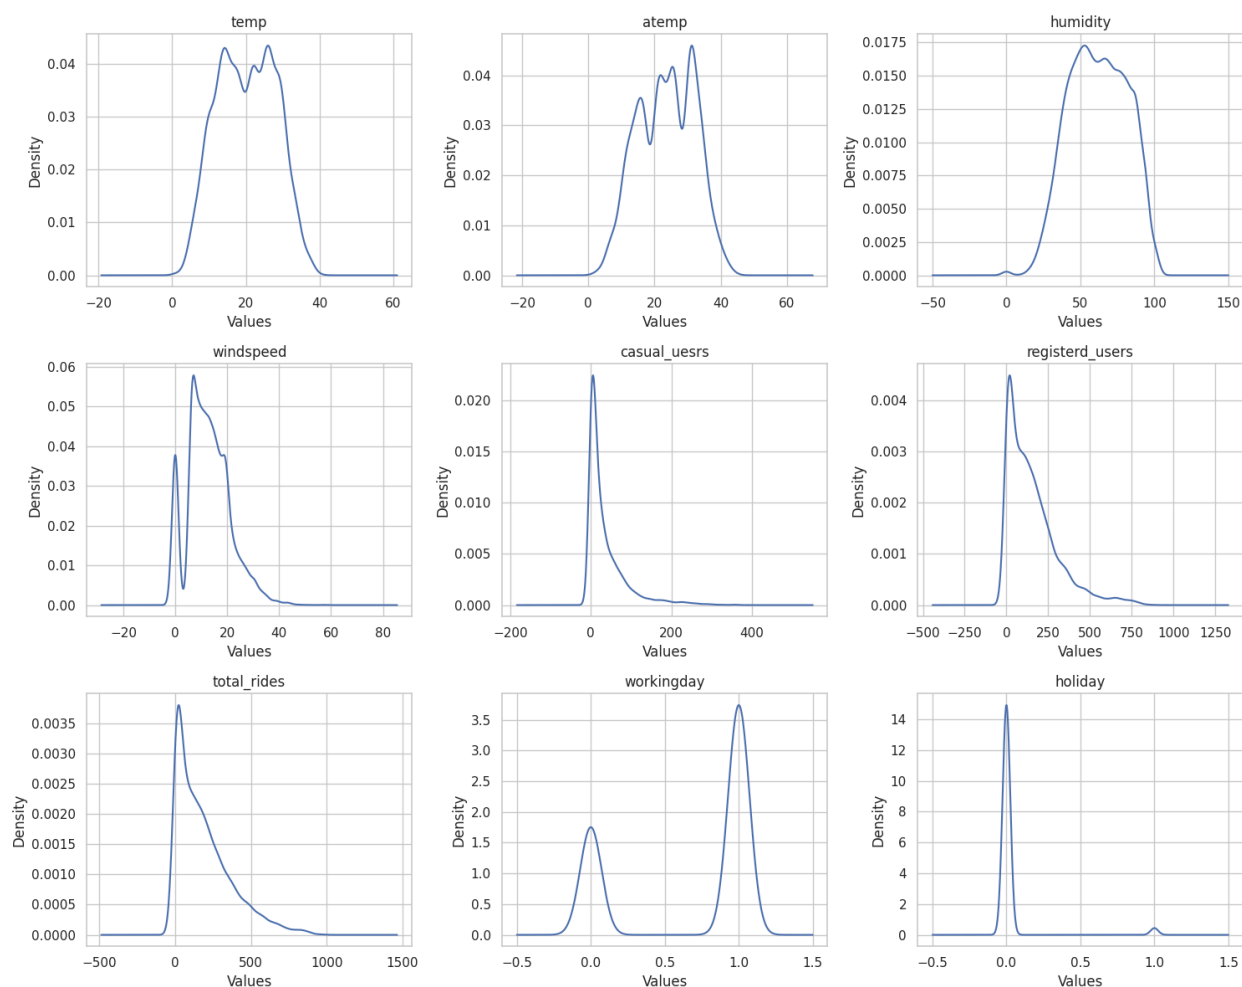 temp
Density
0.04
0.03
0.02
0.01
0.00
−20 0 20 40 60
Values
atemp
Density
0.04
0.03
0.02
0.01
0.00
−20 0 20 40 60
Values
humidity
Density
0.0175
0.0150
0.0125
0.0100
0.0075
0.0050
0.0025
0.0000
−50 0 50 100 150
Values
windspeed
Density
0.06
0.05
0.04
0.03
0.02
0.01
0.00
−20 0 20 40 60 80
Values
casual_uesrs
Density
0.020
0.015
0.010
0.005
0.000
−200 0 200 400
Values
registerd_users
Density
0.004
0.003
0.002
0.001
0.000
−500 −250 0 250 500 750 1000 1250
Values
total_rides
Density
0.0035
0.0030
0.0025
0.0020
0.0015
0.0010
0.0005
0.0000
−500 0 500 1000 1500
Values
workingday
Density
3.5
3.0
2.5
2.0
1.5
1.0
0.5
0.0
−0.5 0.0 0.5 1.0 1.5
Values
holiday
Density
14
12
10
8
6
4
2
0
−0.5 0.0 0.5 1.0 1.5
Values